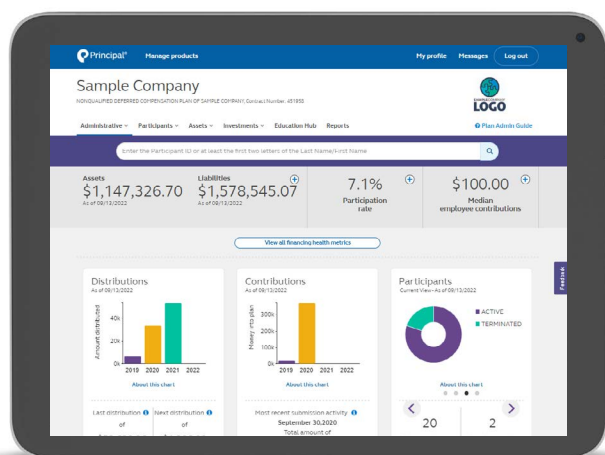 Principal® Manage products My profile Messages Log out
Sample Company
NONQUALIFIED DEFERRED COMPENSATION PLAN OF SAMPLE COMPANY, Contract Number: 451953
LOGO
Administrative Participants Assets Investments Education Hub Reports Plan Admin Guide
Enter the Participant ID or at least the first two letters of the Last Name/First Name
Assets Liabilities
$1,147,326.70 $1,578,545.07 7.1% $100.00
As of 09/13/2022 As of 09/13/2022
Participation Median
rate employee contributions
View all financing health metrics
Feedback
Distributions Contributions Participants
As of 09/13/2022 As of 09/13/2022 Current View - As of 09/13/2022
Amount distributed
40k
20k
0k
2019 2020 2021 2022
Money into plan
300k
200k
100k
0k
2019 2020 2021 2022
ACTIVE
TERMINATED
About this chart About this chart About this chart
Last distribution Next distribution Most recent submission activity
of of September 30,2020 20 2
Total amount of